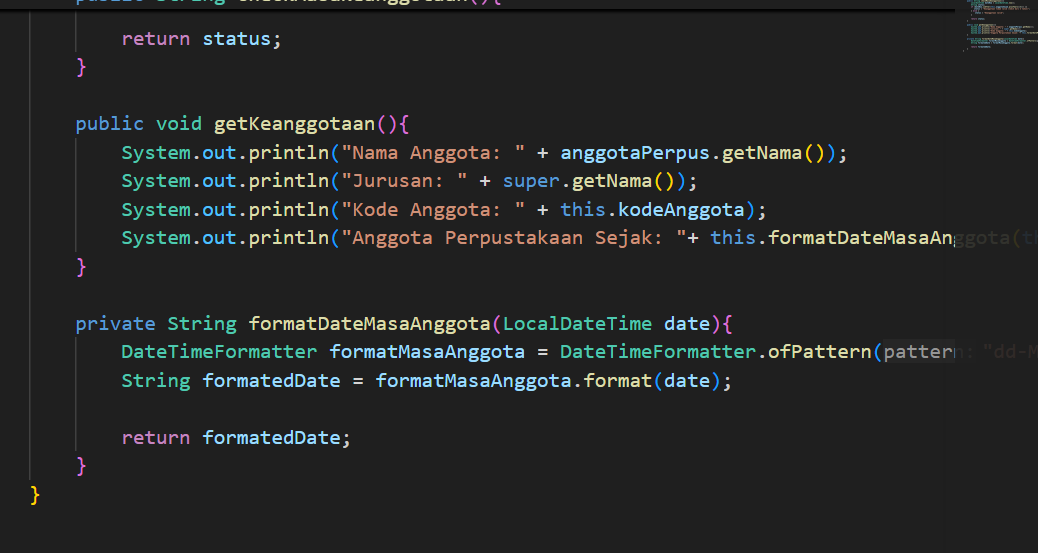 return status;
}
public void getKeanggotaan(){
System.out.println("Nama Anggota: " + anggotaPerpus.getNama());
System.out.println("Jurusan: " + super.getNama());
System.out.println("Kode Anggota: " + this.kodeAnggota);
System.out.println("Anggota Perpustakaan Sejak: "+ this.formatDateMasaAnggota(th
}
private String formatDateMasaAnggota(LocalDateTime date){
DateTimeFormatter formatMasaAnggota = DateTimeFormatter.ofPattern(pattern: "dd-M
String formatedDate = formatMasaAnggota.format(date);
return formatedDate;
}
}